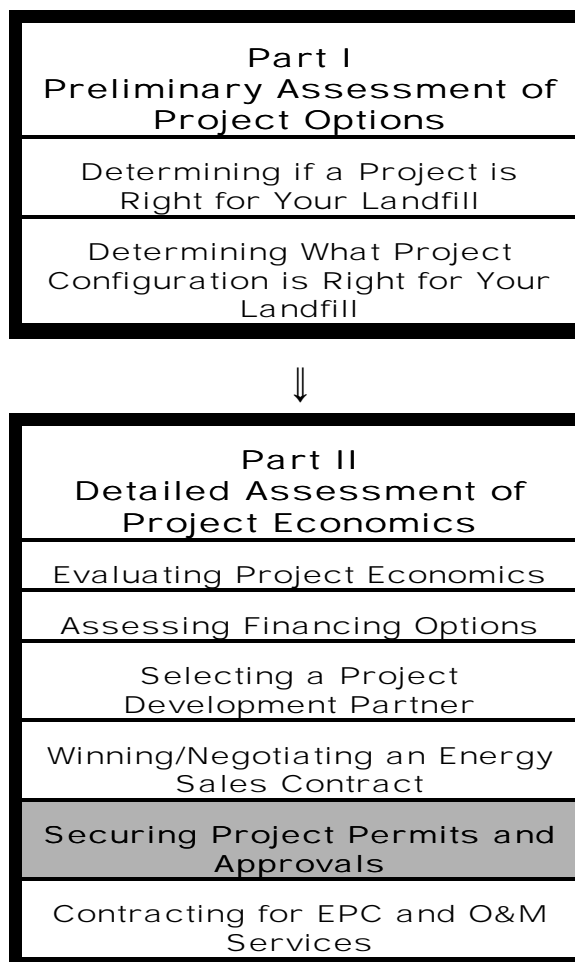 Part I
Preliminary Assessment of
Project Options
Determining if a Project is
Right for Your Landfill
Determining What Project
Configuration is Right for Your
Landfill
⇓
Part II
Detailed Assessment of
Project Economics
Evaluating Project Economics
Assessing Financing Options
Selecting a Project
Development Partner
Winning/Negotiating an Energy
Sales Contract
Securing Project Permits and
Approvals
Contracting for EPC and O&M
Services